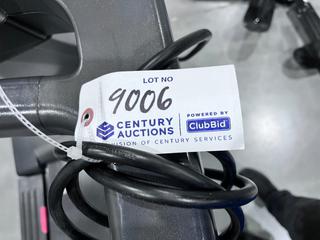 LOT NO
9006
CENTURY
AUCTIONS
POWERED BY
ClubBid
DIVISION OF CENTURY SERVICES